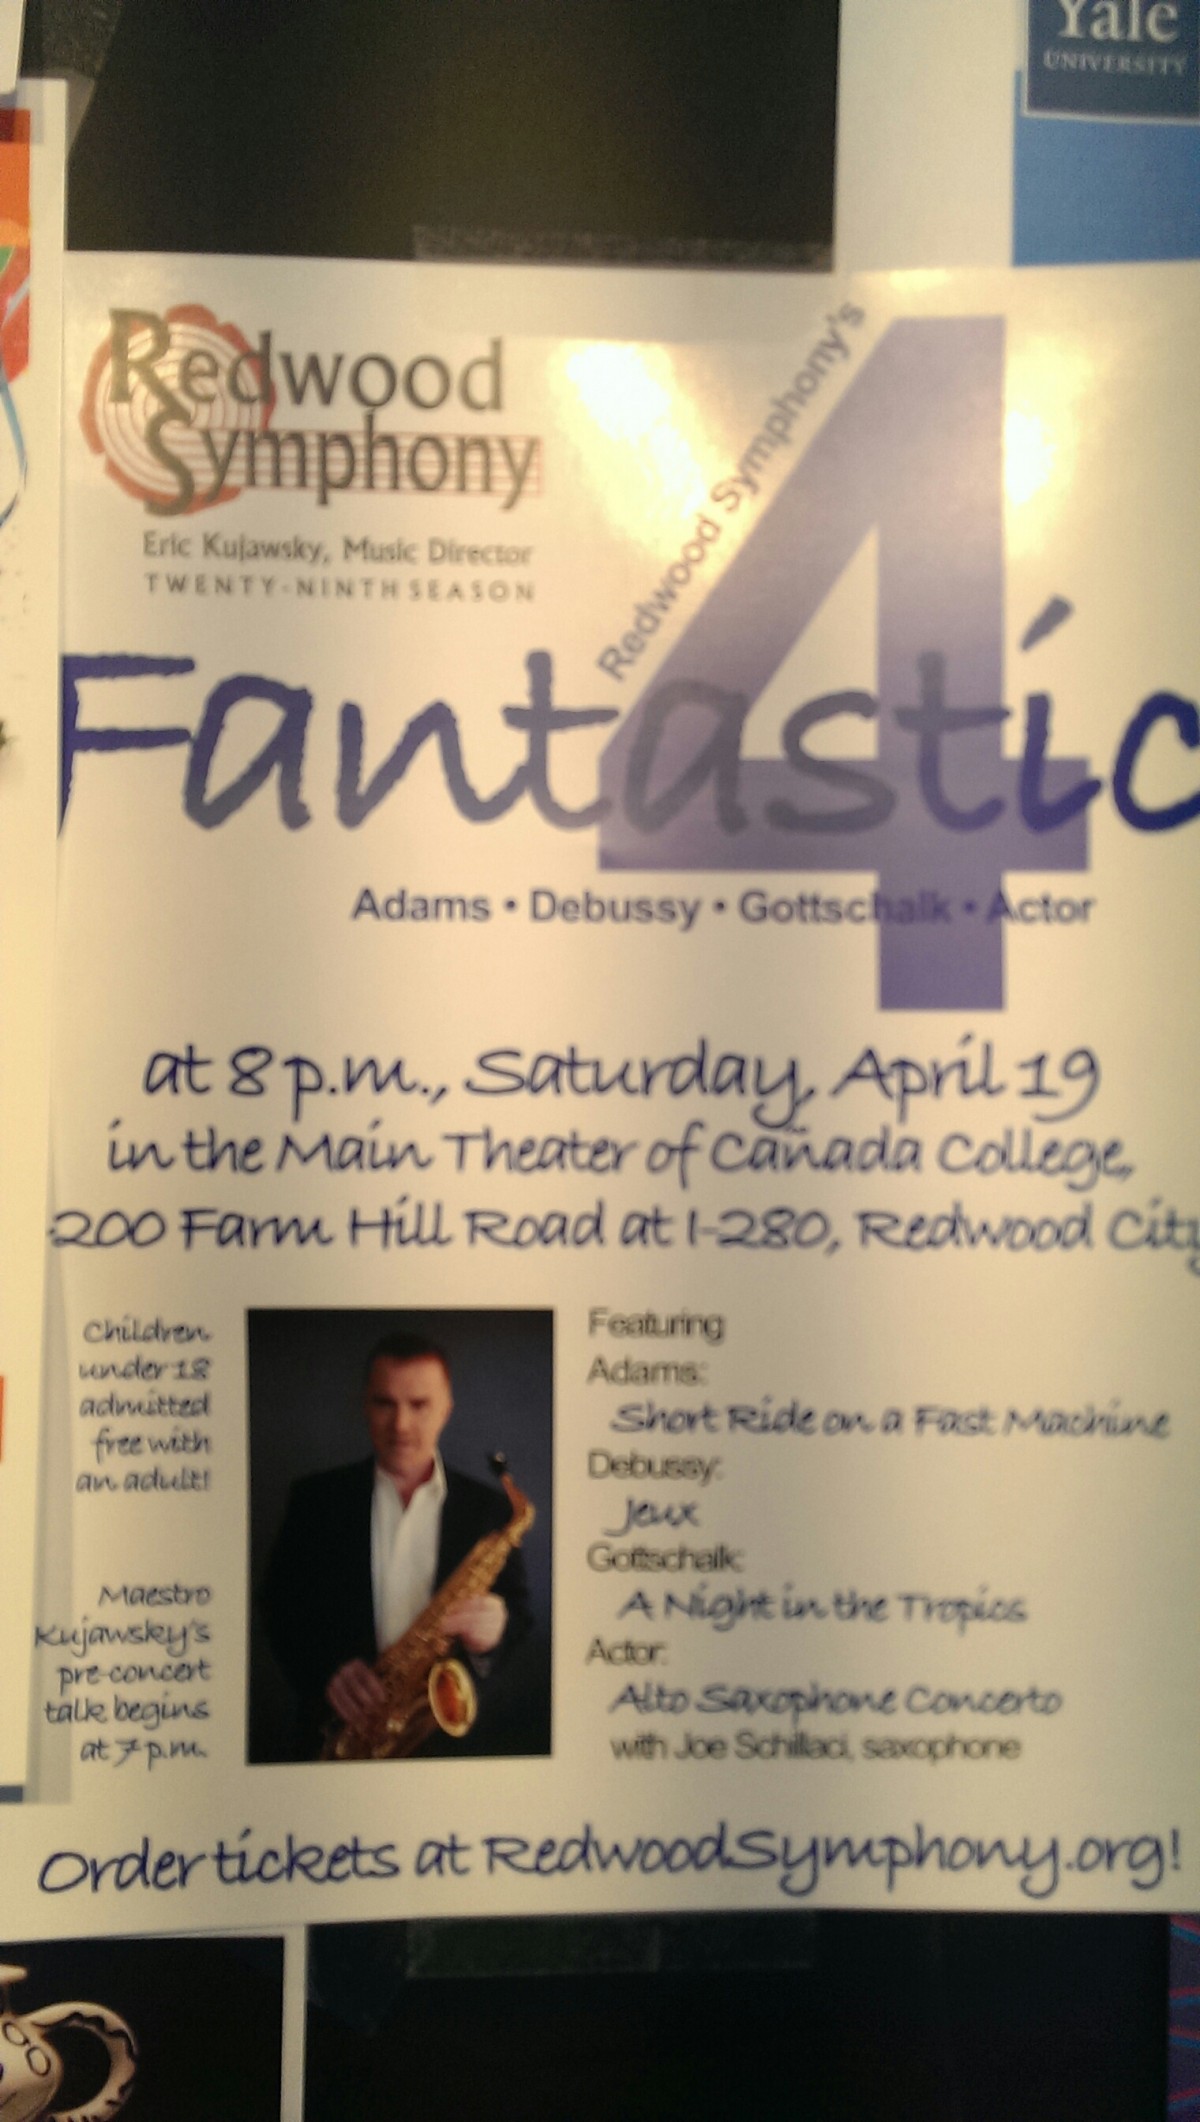 Yale
UNIVERSITY
Redwood
Symphony
Eric Kujawsky, Music Director
TWENTY-NINTH SEASON
Redwood Symphony's
4
Fantastic
Adams • Debussy • Gottschalk • Actor
at 8 p.m., Saturday, April 19
in the Main Theater of Cañada College,
200 Farm Hill Road at I-280, Redwood City
Children
under 18
admitted
free with
an adult!
Maestro
Kujawsky's
pre-concert
talk begins
at 7 p.m.
Featuring
Adams:
Short Ride on a Fast Machine
Debussy:
Jeux
Gottschalk:
A Night in the Tropics
Actor:
Alto Saxophone Concerto
with Joe Schillaci, saxophone
Order tickets at RedwoodSymphony.org!